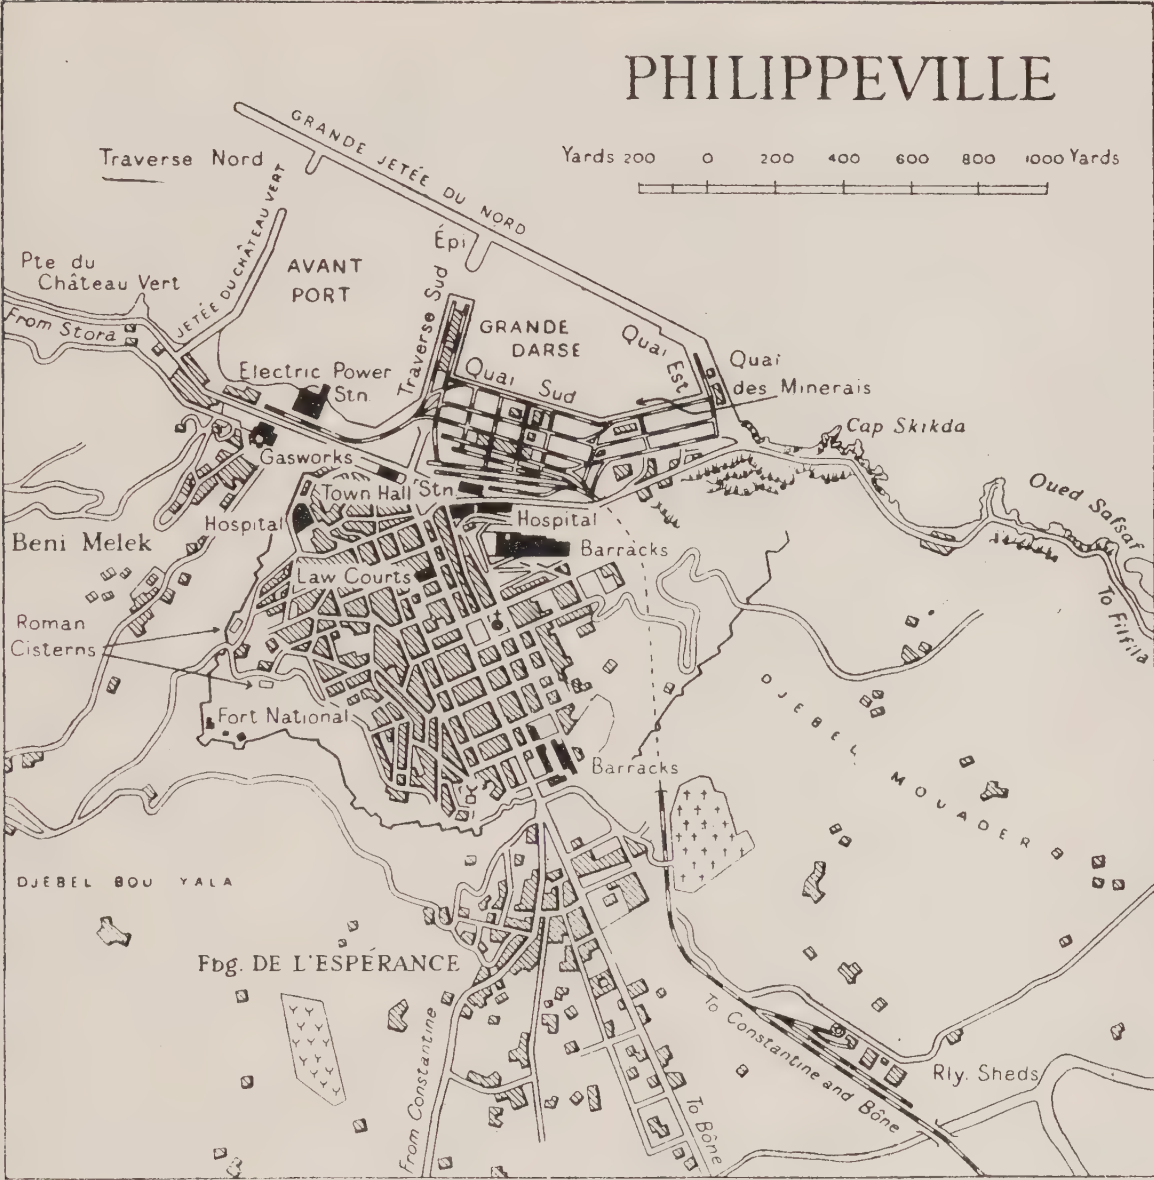 PHILIPPEVILLE
Yards 200 0 200 400 600 800 1000 Yards
GRANDE JETÉE DU NORD
Traverse Nord
JETÉE DU CHÂTEAU VERT
Épi
Pte du
Château Vert
AVANT
PORT
From Stora
Traverse Sud
GRANDE
DARSE
Quai Est
Quai
des Minerais
Electric Power
Stn.
Quai Sud
Cap Skikda
Gasworks
Town Hall
Stn.
Oued Safsaf
Hospital
Hospital
Beni Melek
Barracks
Law Courts
To Filfila
Roman
Cisterns
Fort National
DJEBEL MOUADER
Barracks
DJEBEL BOU YALA
Fbg. DE L'ESPÉRANCE
To Constantine and Bône
From Constantine
Rly. Sheds
To Bône